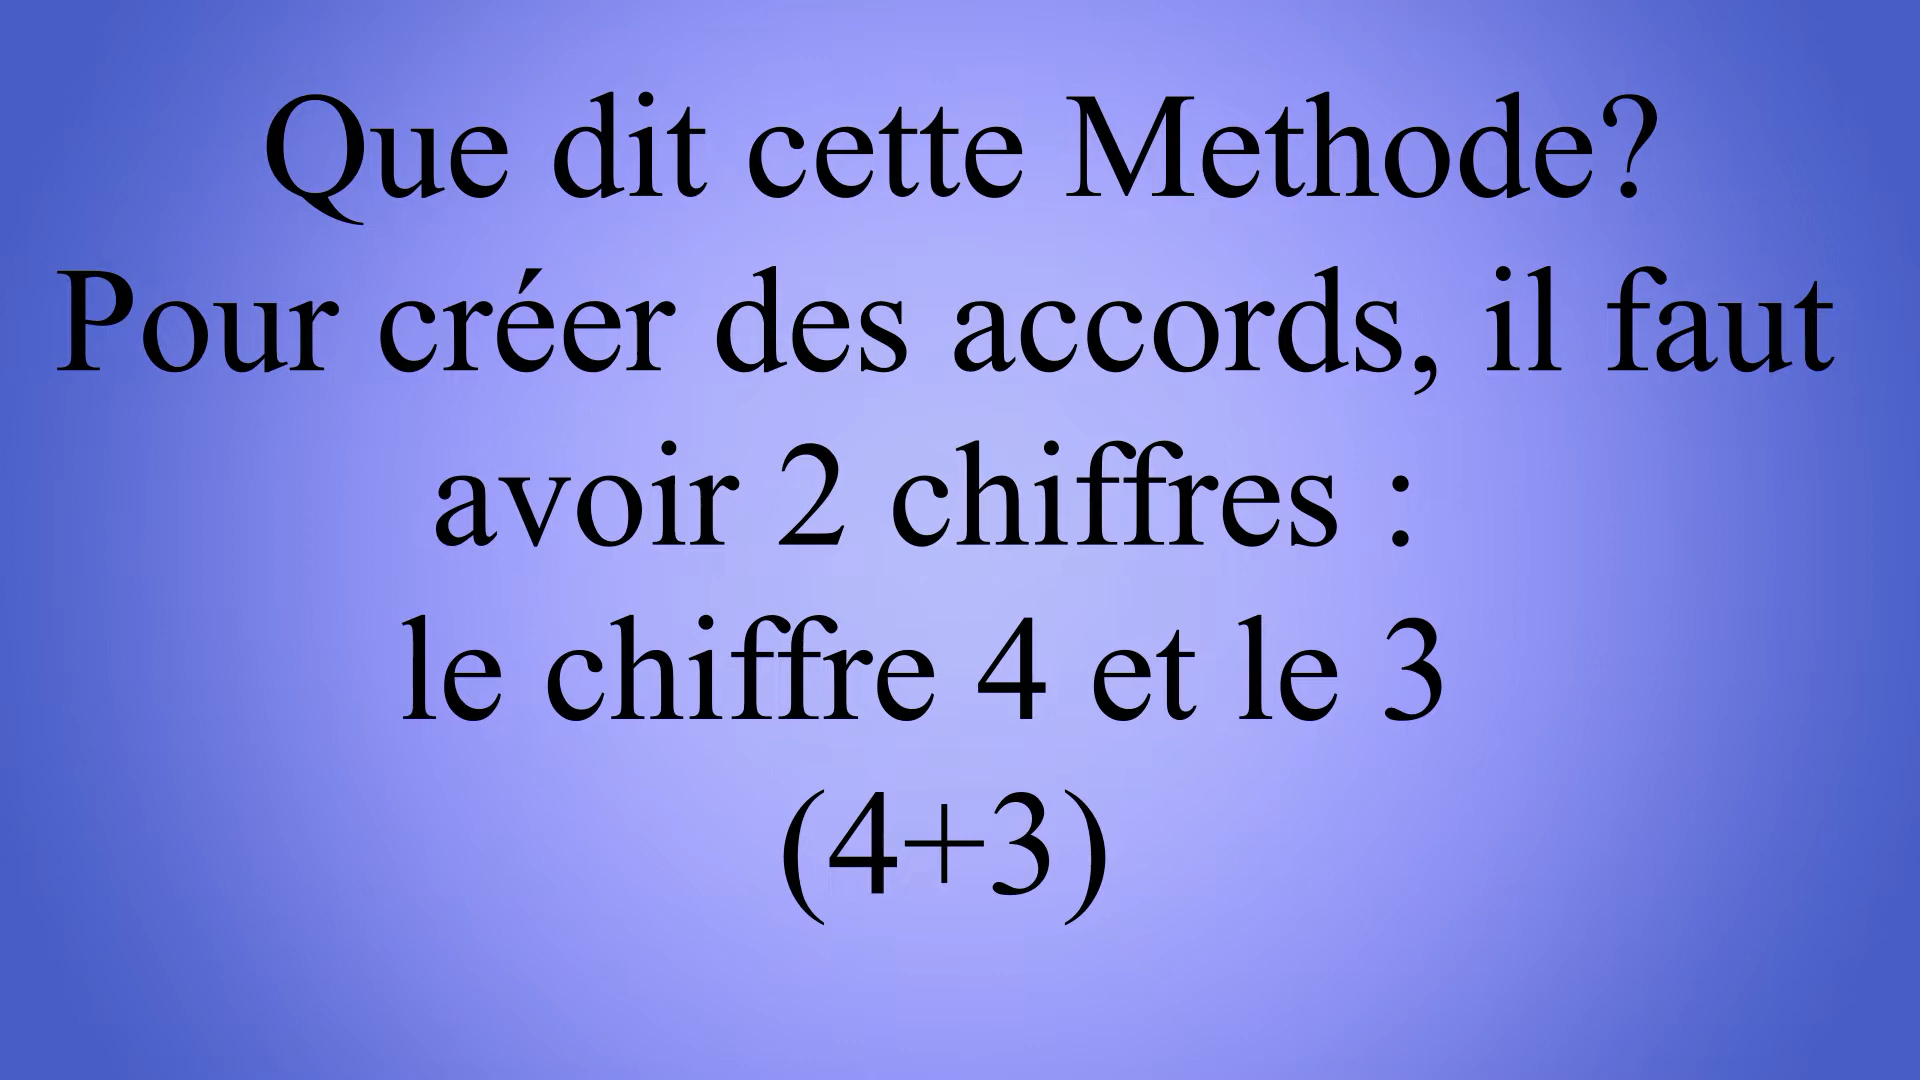 Que dit cette Methode?
Pour créer des accords, il faut
avoir 2 chiffres :
le chiffre 4 et le 3
(4+3)